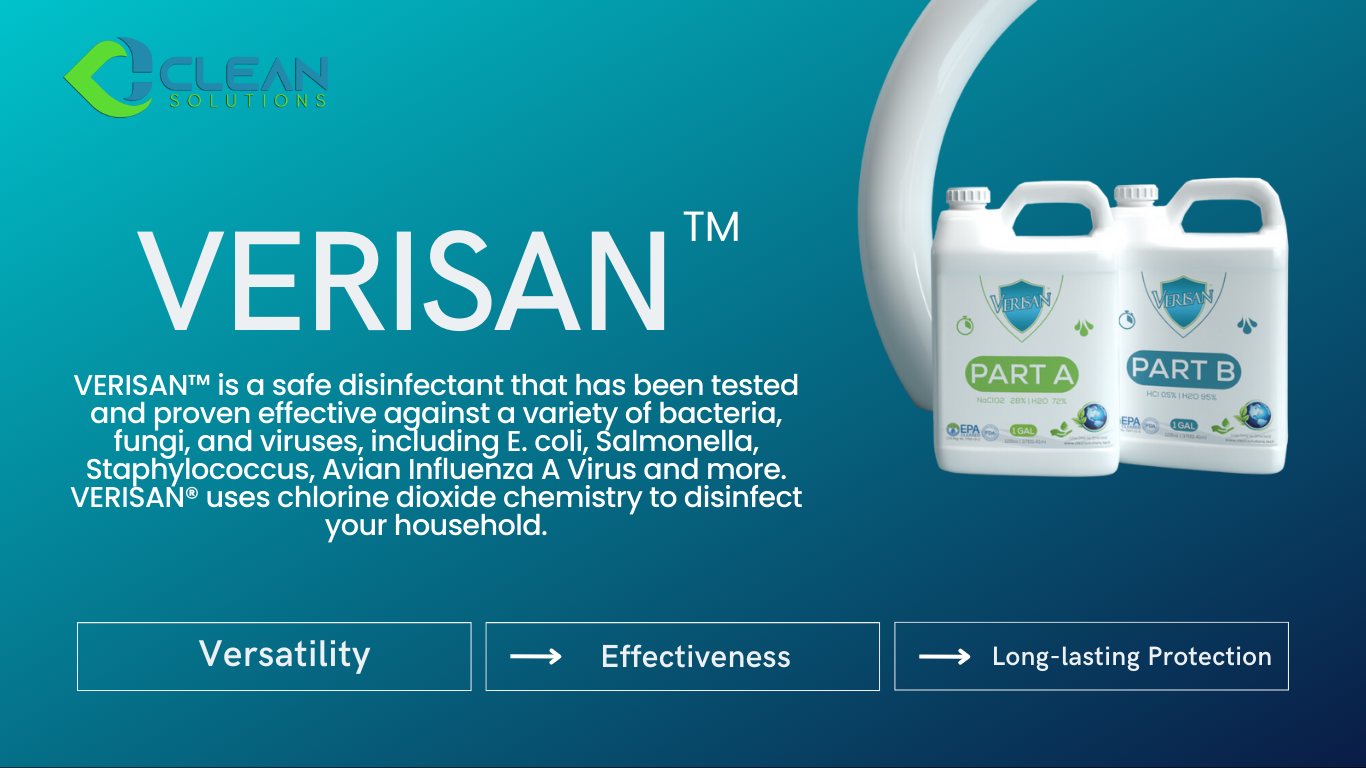 CLEAN
SOLUTIONS
VERISAN™
VERISAN™ is a safe disinfectant that has been tested
and proven effective against a variety of bacteria,
fungi, and viruses, including E. coli, Salmonella,
Staphylococcus, Avian Influenza A Virus and more.
VERISAN® uses chlorine dioxide chemistry to disinfect
your household.
VERISAN
PART A
NaClO2 28% | H2O 72%
EPA
FDA
1 GAL
VERISAN
PART B
HCl 05% | H2O 95%
EPA
FDA
1 GAL
Versatility
→ Effectiveness
→ Long-lasting Protection